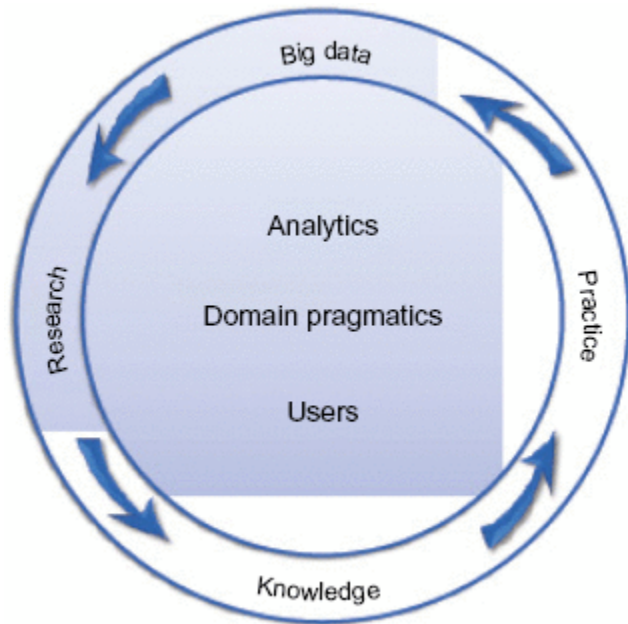 Big data
Analytics
Research
Domain pragmatics
Practice
Users
Knowledge